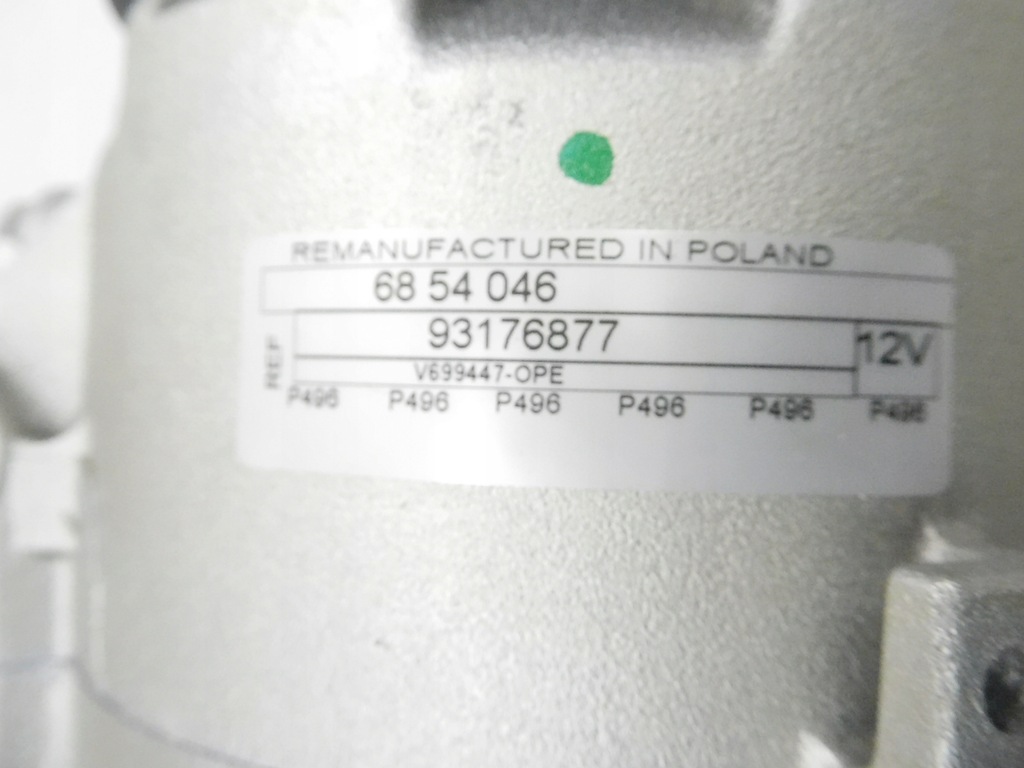 REMANUFACTURED IN POLAND
68 54 046
REF 93176877 12V
V699447-OPE
P496 P496 P496 P496 P496 P496